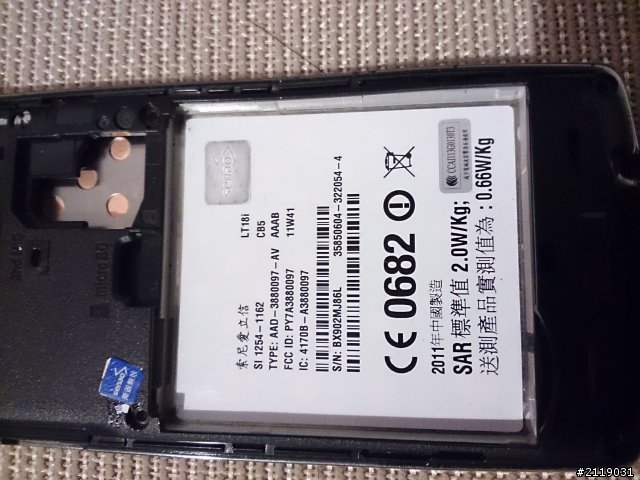 senao
索尼愛立信
LT18i
SI 1254-1162
CB5
TYPE: AAD-3880097-AV
AAAB
FCC ID: PY7A3880097
11W41
IC: 4170B-A3880097
S/N: BX902MJ86L
35850604-322054-4
CE 0682
2011年中國製造
SAR 標準值 2.0W/Kg;
送測產品實測值為：0.66W/Kg
senao
#2119031